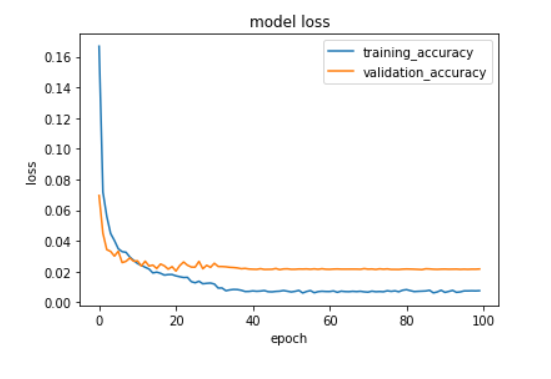 model loss
training_accuracy
validation_accuracy
0.16
0.14
0.12
0.10
0.08
0.06
0.04
0.02
0.00
loss
0 20 40 60 80 100
epoch